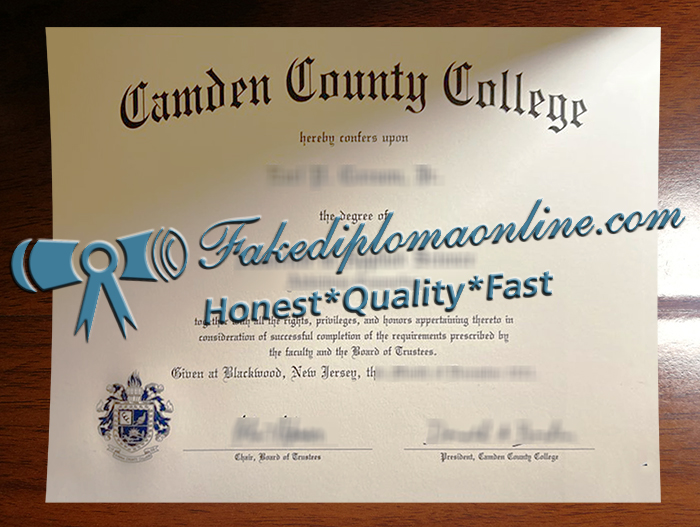 Camden County College
hereby confers upon
the degree of
Fakediplomaonline.com
Honest*Quality*Fast
together with all the rights, privileges, and honors appertaining thereto in
consideration of successful completion of the requirements prescribed by
the faculty and the Board of Trustees.
Given at Blackwood, New Jersey,
Chair, Board of Trustees
President, Camden County College